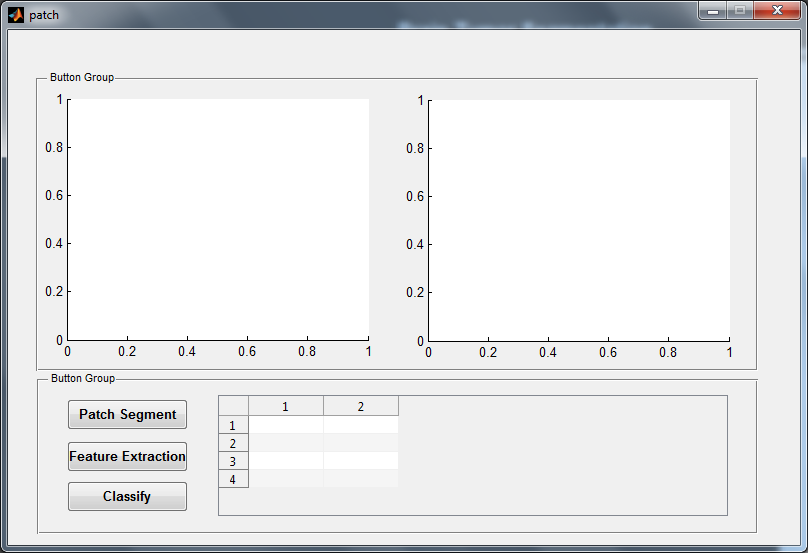 patch
Button Group
1 1
0.8 0.8
0.6 0.6
0.4 0.4
0.2 0.2
0 0
0 0.2 0.4 0.6 0.8 1 0 0.2 0.4 0.6 0.8 1
Button Group
Patch Segment
Feature Extraction
Classify
1 2
1
2
3
4